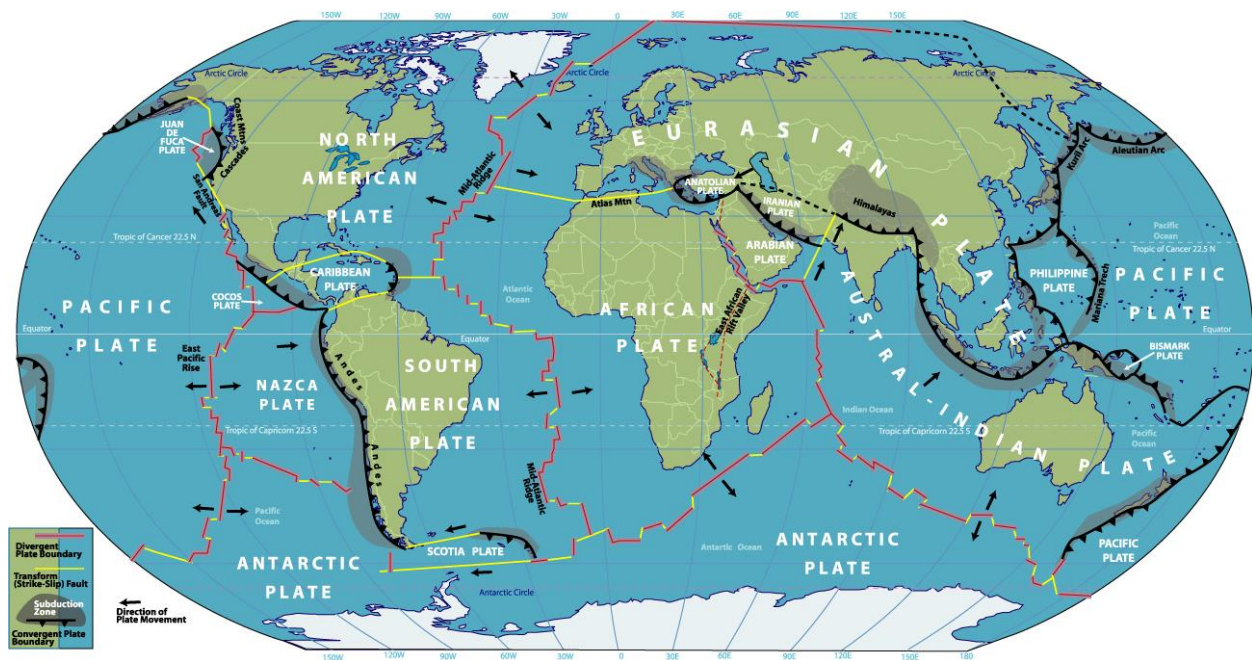 150W
120W
90W
60W
30W
0
30E
60E
90E
120E
150E
Arctic Circle
Arctic Circle
Arctic Circle
JUAN
DE
FUCA
PLATE
Coast Mtns
Cascades
San Andreas
Fault
NORTH
AMERICAN
PLATE
Mid-Atlantic
Ridge
EURASIAN
PLATE
ANATOLIAN
PLATE
IRANIAN
PLATE
Himalayas
Atlas Mtn
ARABIAN
PLATE
Kuril Arc
Aleutian Arc
Pacific
Ocean
Tropic of Cancer 22.5 N
Tropic of Cancer 22.5 N
CARIBBEAN
PLATE
COCOS
PLATE
PACIFIC
PLATE
Atlantic
Ocean
AFRICAN
PLATE
East African
Rift Valley
PHILIPPINE
PLATE
Mariana Trech
PACIFIC
PLATE
Equator
Equator
Equator
BISMARK
PLATE
East
Pacific
Rise
NAZCA
PLATE
Andes
Andes
SOUTH
AMERICAN
PLATE
AUSTRAL-INDIAN PLATE
Indian Ocean
Tropic of Capricorn 22.5 S
Tropic of Capricorn 22.5 S
Pacific
Ocean
Mid-Atlantic
Ridge
Pacific
Ocean
SCOTIA PLATE
ANTARCTIC
PLATE
Antarctic Ocean
ANTARCTIC
PLATE
PACIFIC
PLATE
Antarctic Circle
Divergent
Plate Boundary
Transform
(Strike-Slip) Fault
Subduction
Zone
Convergent Plate
Boundary
Direction of
Plate Movement
150W
120W
90W
60W
30W
0
30E
60E
90E
120E
150E
180